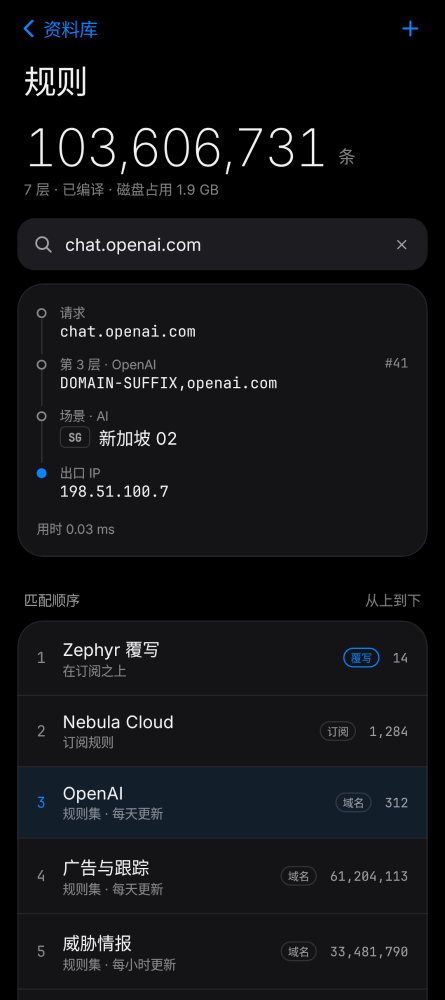 资料库
规则
103,606,731 条
7 层 · 已编译 · 磁盘占用 1.9 GB
chat.openai.com
请求
chat.openai.com
第 3 层 · OpenAI #41
DOMAIN-SUFFIX,openai.com
场景 · AI
SG 新加坡 02
出口 IP
198.51.100.7
用时 0.03 ms
匹配顺序 从上到下
1 Zephyr 覆写 覆写 14
在订阅之上
2 Nebula Cloud 订阅 1,284
订阅规则
3 OpenAI 域名 312
规则集 · 每天更新
4 广告与跟踪 域名 61,204,113
规则集 · 每天更新
5 威胁情报 域名 33,481,790
规则集 · 每小时更新